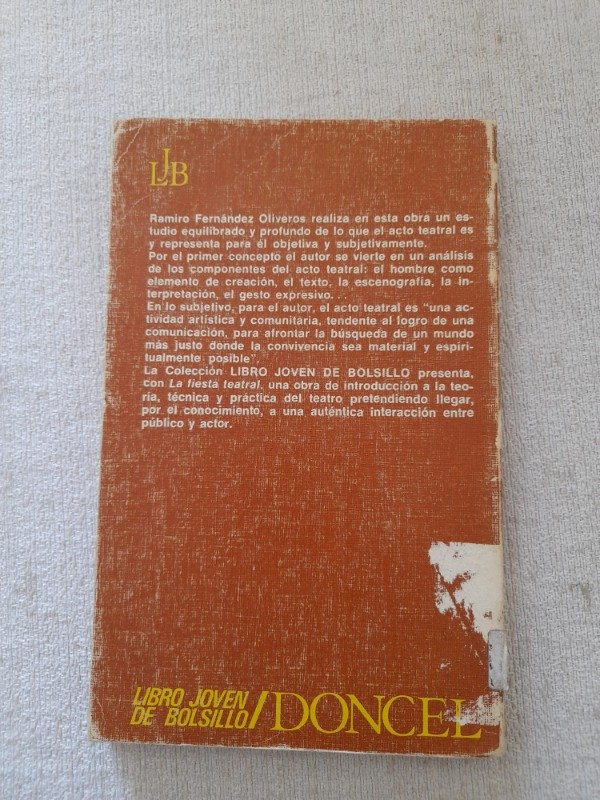 LJB
Ramiro Fernández Oliveros realiza en esta obra un es-
tudio equilibrado y profundo de lo que el acto teatral es
y representa para él objetiva y subjetivamente.
Por el primer concepto el autor se vierte en un análisis
de los componentes del acto teatral: el hombre como
elemento de creación, el texto, la escenografía, la in-
terpretación, el gesto expresivo...
En lo subjetivo, para el autor, el acto teatral es "una ac-
tividad artística y comunitaria, tendente al logro de una
comunicación, para afrontar la búsqueda de un mundo
más justo donde la convivencia sea material y espiri-
tualmente posible".
La Colección LIBRO JOVEN DE BOLSILLO presenta,
con La fiesta teatral, una obra de introducción a la teo-
ría, técnica y práctica del teatro pretendiendo llegar,
por el conocimiento, a una auténtica interacción entre
público y actor.
LIBRO JOVEN
DE BOLSILLO/DONCEL